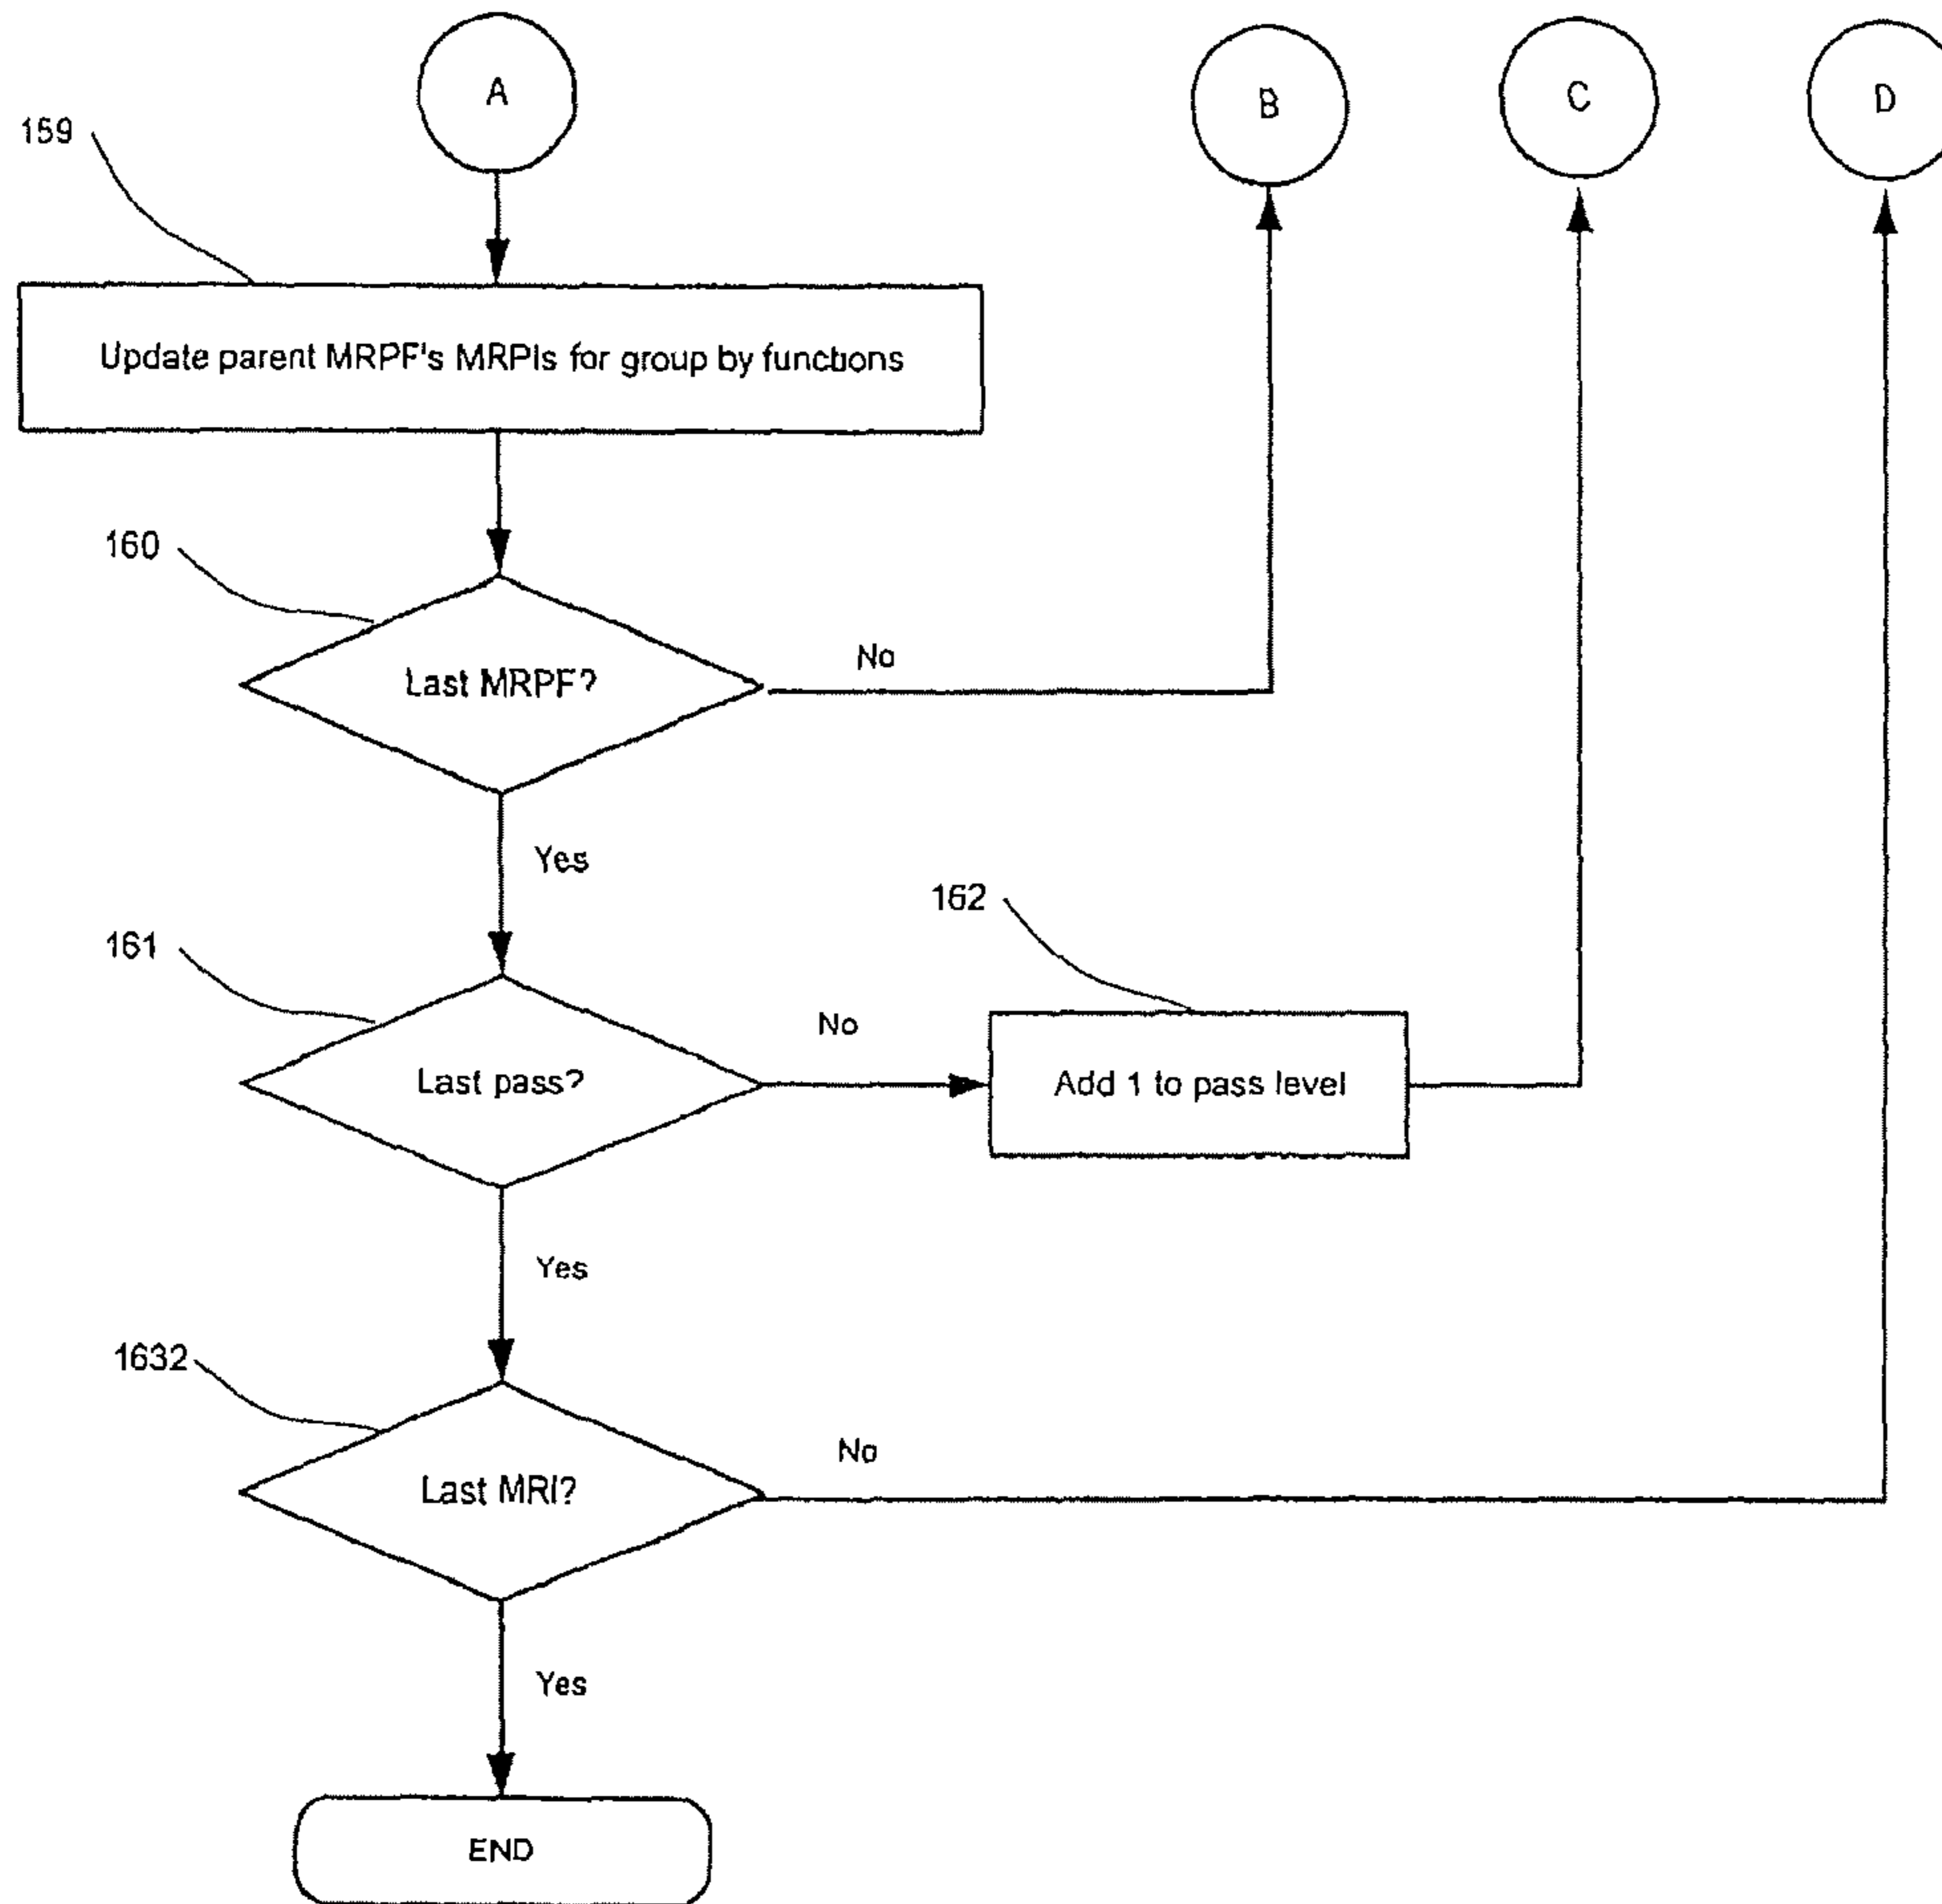 A
B
C
D
159
Update parent MRPF's MRPIs for group by functions
160
Last MRPF?
No
Yes
161
Last pass?
No
162
Add 1 to pass level
Yes
1632
Last MRI?
No
Yes
END